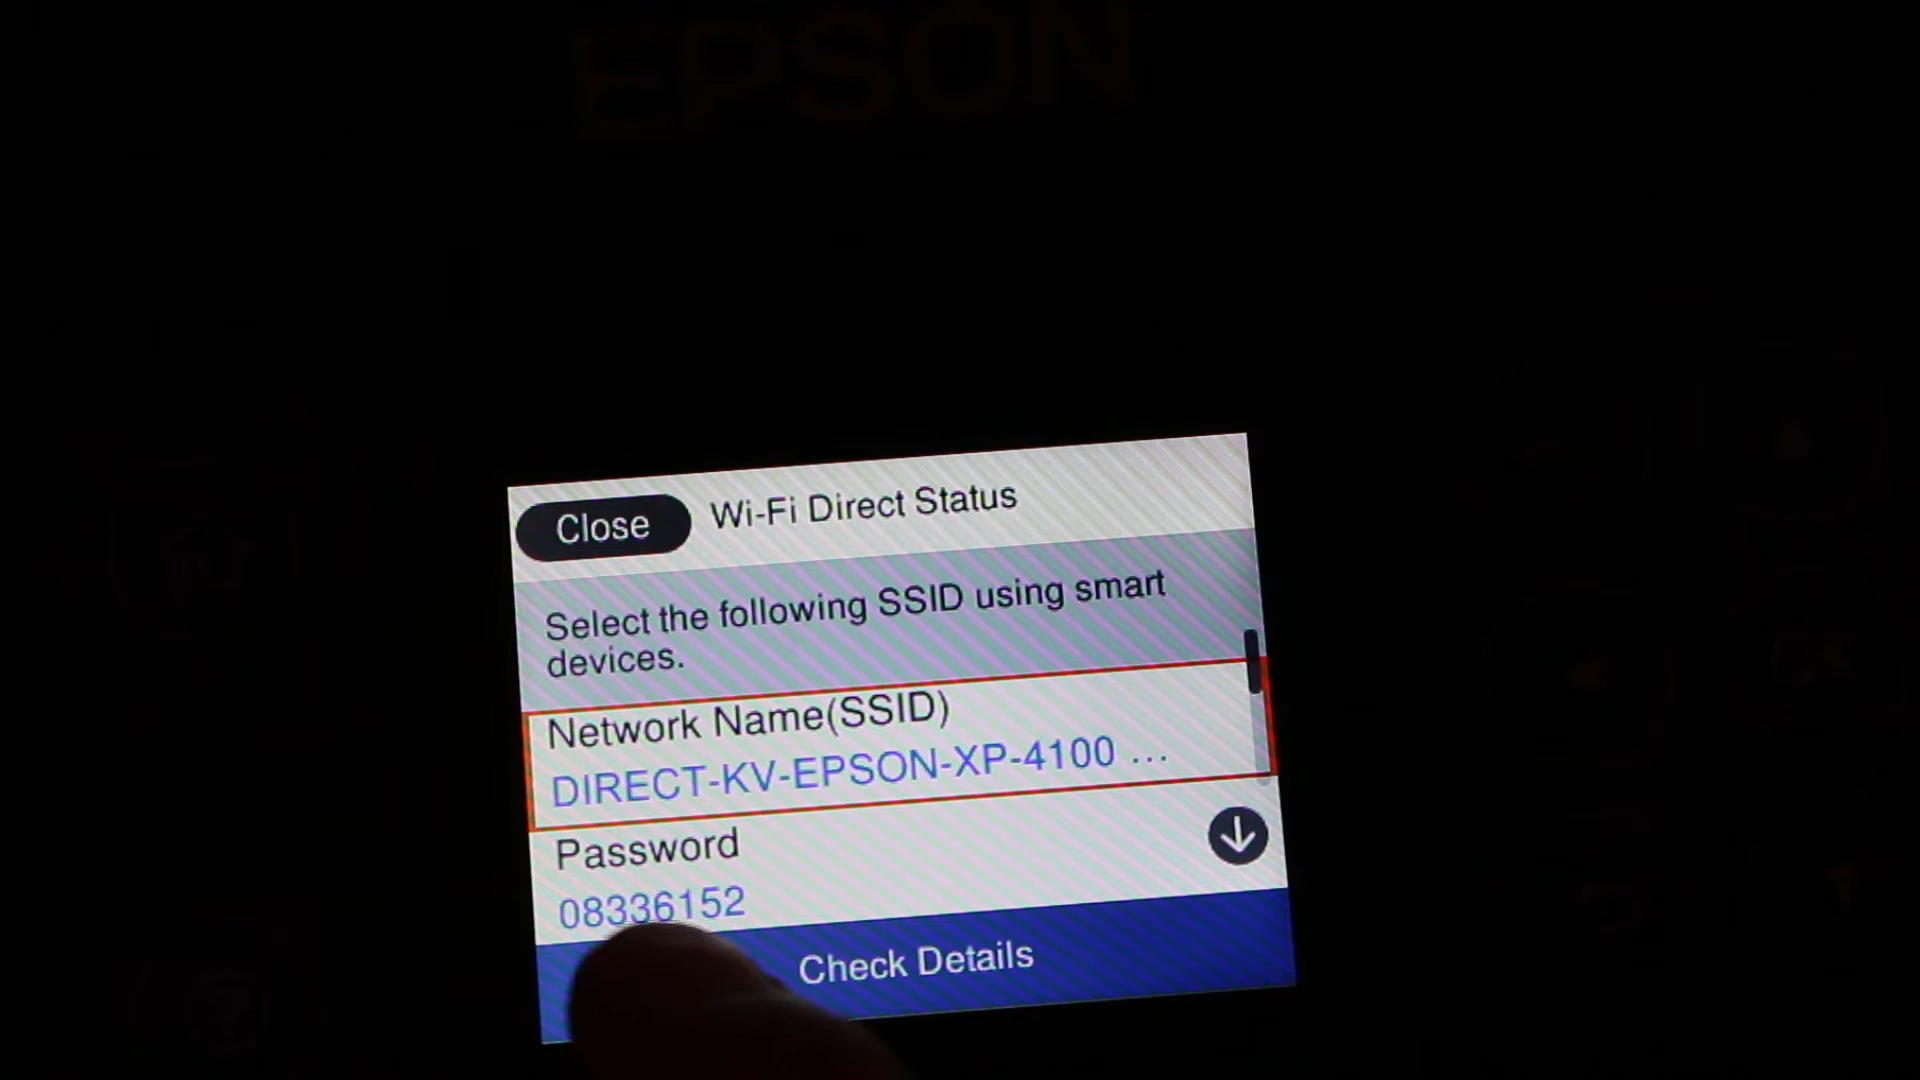 EPSON
Close
Wi-Fi Direct Status
Select the following SSID using smart
devices.
Network Name(SSID)
DIRECT-KV-EPSON-XP-4100 ...
Password
08336152
Check Details